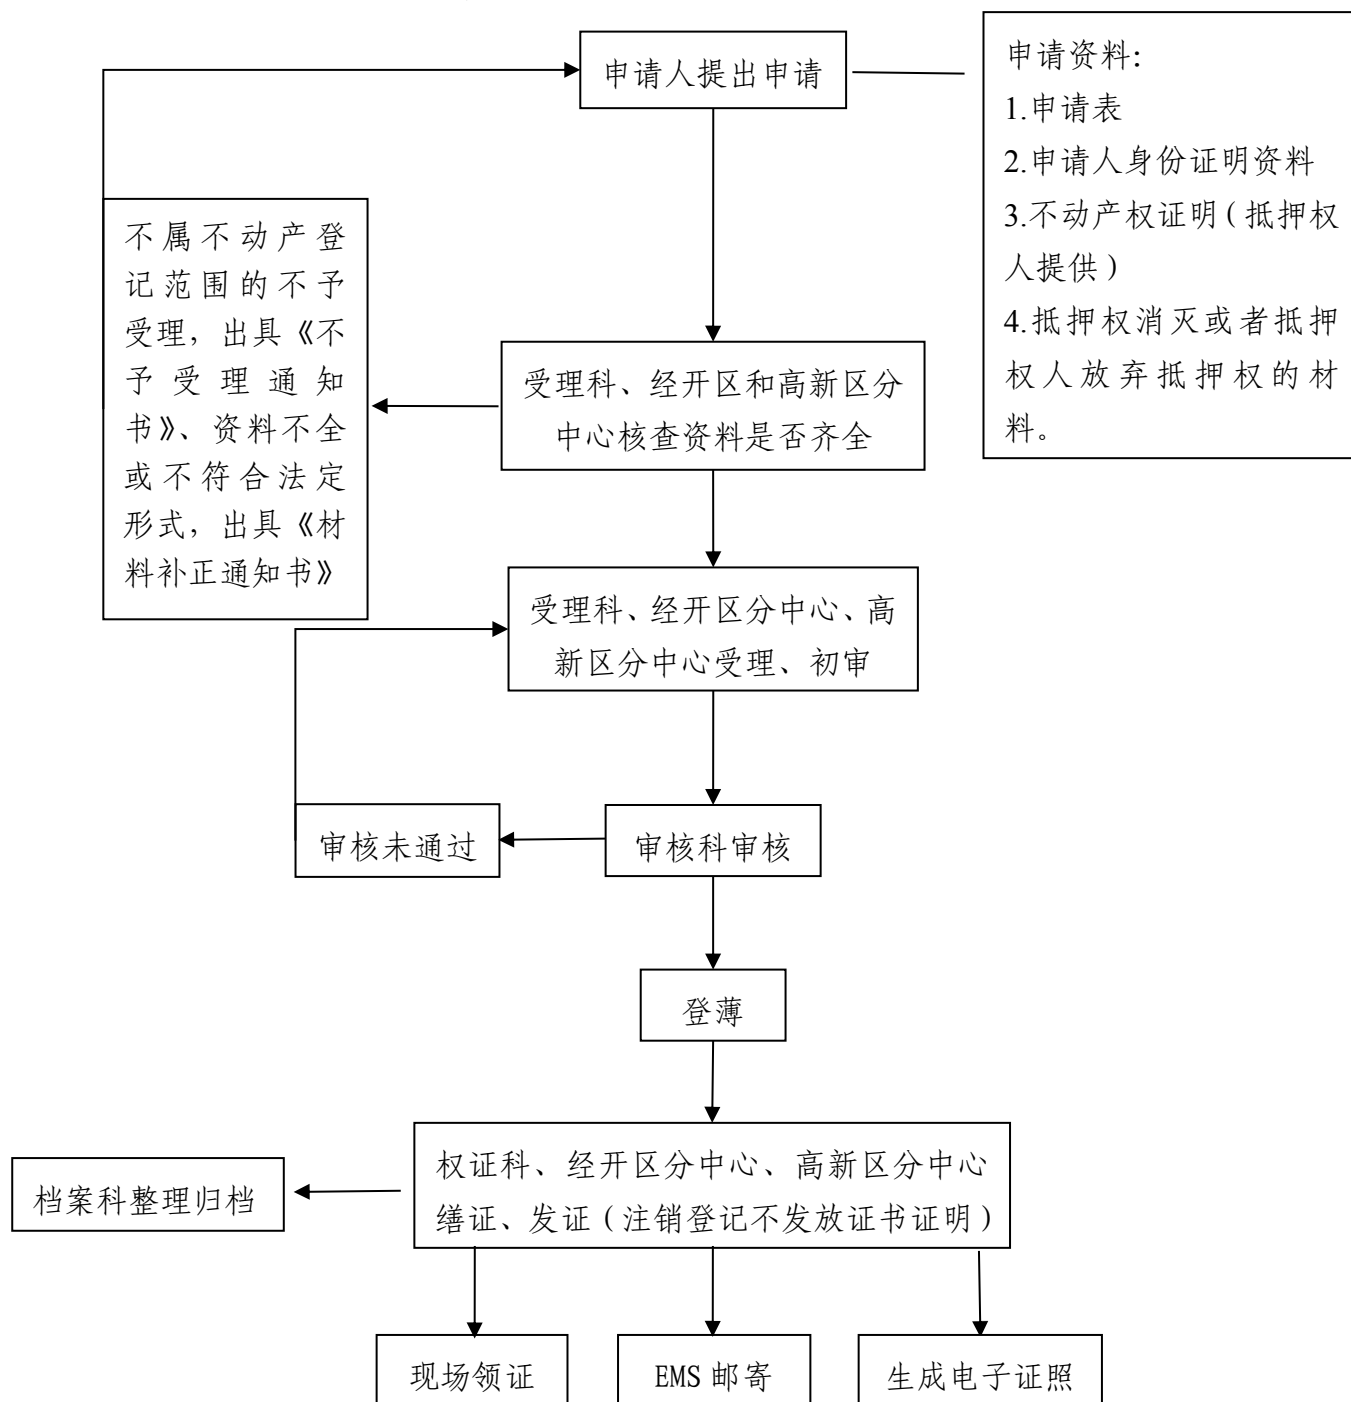 申请人提出申请
申请资料:
1.申请表
2.申请人身份证明资料
3.不动产权证明（抵押权
人提供）
4.抵押权消灭或者抵押
权人放弃抵押权的材
料。
不属不动产登
记范围的不予
受理，出具《不
予受理通知
书》、资料不全
或不符合法定
形式，出具《材
料补正通知书》
受理科、经开区和高新区分
中心核查资料是否齐全
受理科、经开区分中心、高
新区分中心受理、初审
审核未通过
审核科审核
登薄
权证科、经开区分中心、高新区分中心
缮证、发证（注销登记不发放证书证明）
档案科整理归档
现场领证
EMS 邮寄
生成电子证照